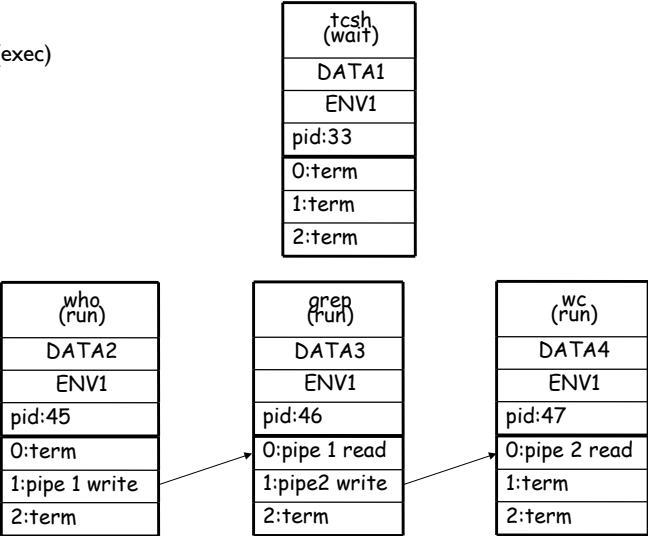 exec)
tcsh
(wait)
DATA1
ENV1
pid:33
0:term
1:term
2:term
who
(run)
DATA2
ENV1
pid:45
0:term
1:pipe 1 write
2:term
grep
(run)
DATA3
ENV1
pid:46
0:pipe 1 read
1:pipe2 write
2:term
wc
(run)
DATA4
ENV1
pid:47
0:pipe 2 read
1:term
2:term